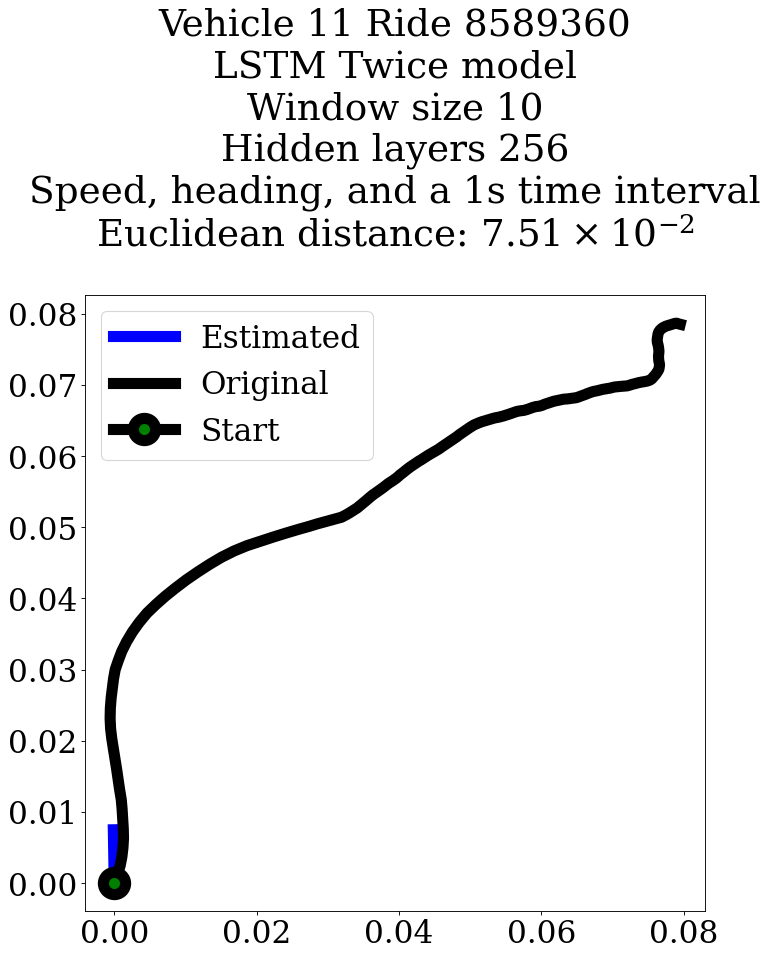 Vehicle 11 Ride 8589360
LSTM Twice model
Window size 10
Hidden layers 256
Speed, heading, and a 1s time interval
Euclidean distance: 7.51 × 10⁻²
Estimated
Original
Start
0.08
0.07
0.06
0.05
0.04
0.03
0.02
0.01
0.00
0.00 0.02 0.04 0.06 0.08